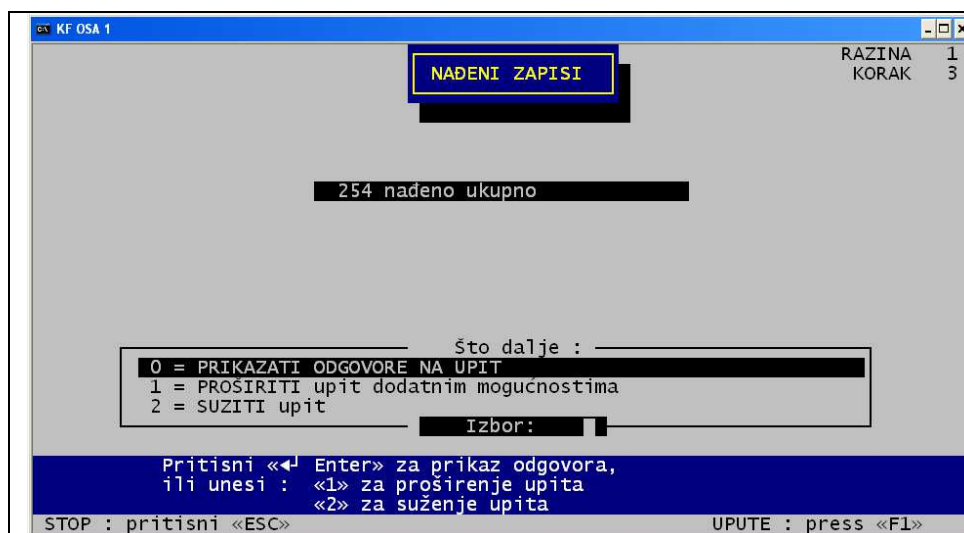 KF OSA 1
NAĐENI ZAPISI
RAZINA 1
KORAK 3
254 nađeno ukupno
Što dalje :
0 = PRIKAZATI ODGOVORE NA UPIT
1 = PROŠIRITI upit dodatnim mogućnostima
2 = SUZITI upit
Izbor:
Pritisni «◄┘ Enter» za prikaz odgovora,
ili unesi : «1» za proširenje upita
«2» za suženje upita
STOP : pritisni «ESC» UPUTE : press «F1»